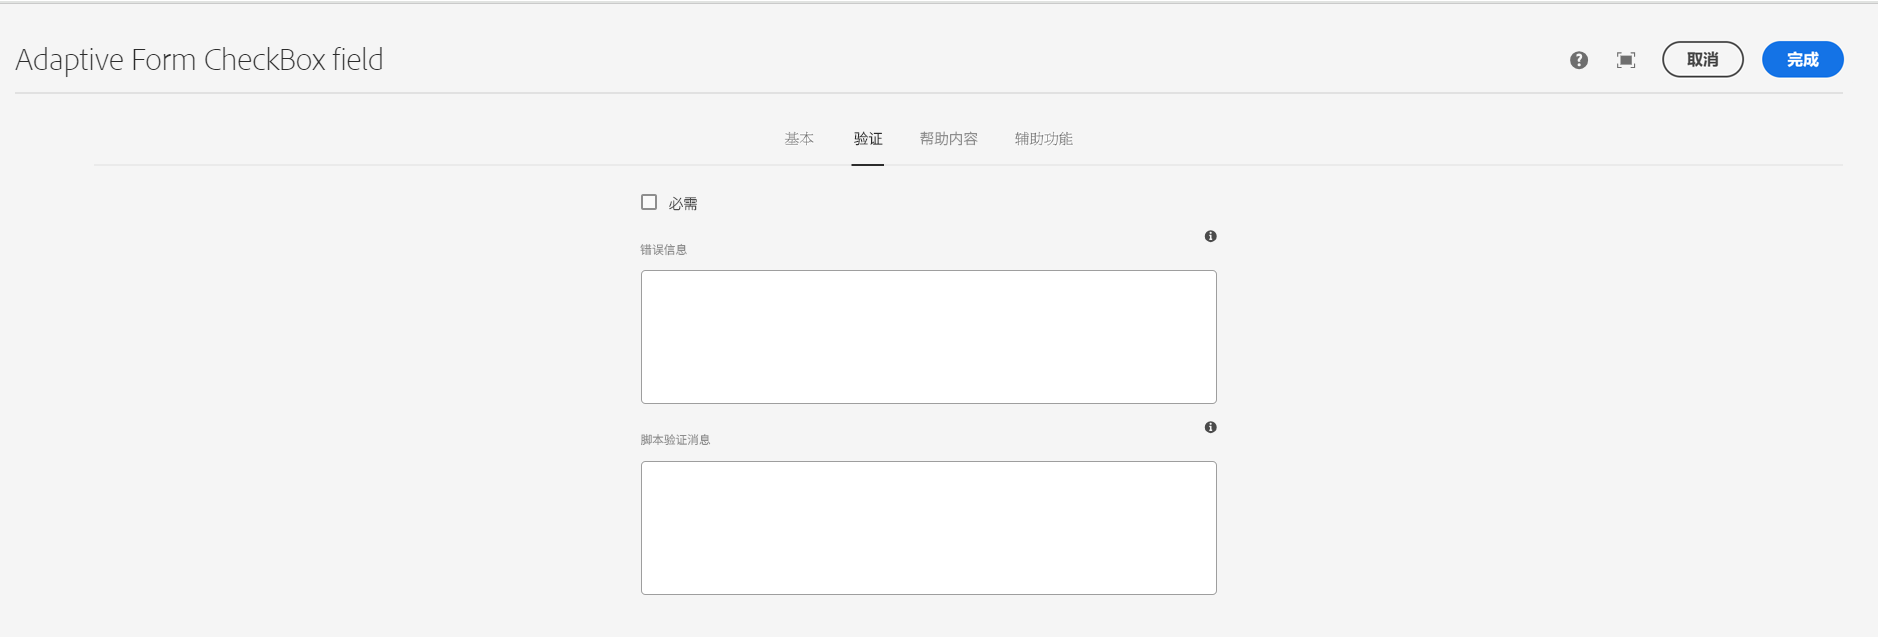 Adaptive Form CheckBox field
取消 完成
基本 验证 帮助内容 辅助功能
必需
错误信息
脚本验证消息